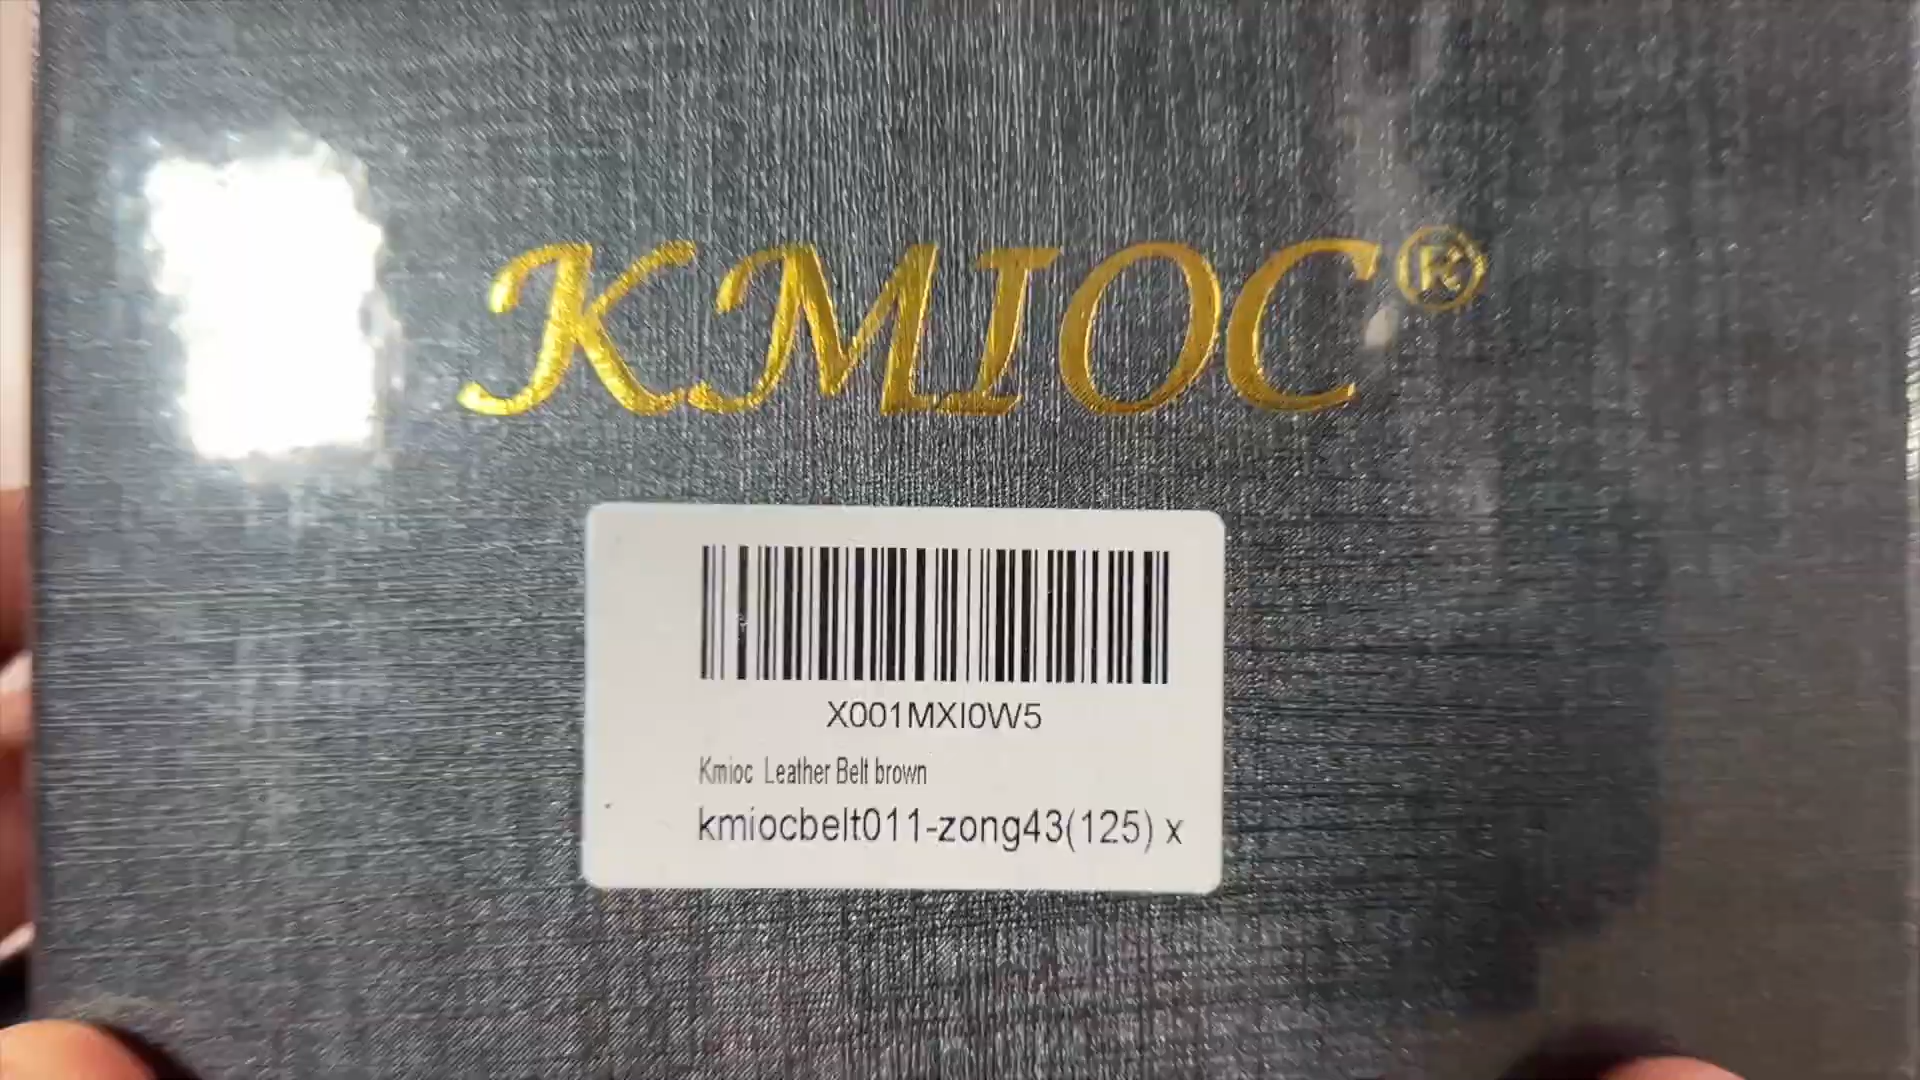 KMIOC®
X001MXI0W5
Kmioc Leather Belt brown
kmiocbelt011-zong43(125) x